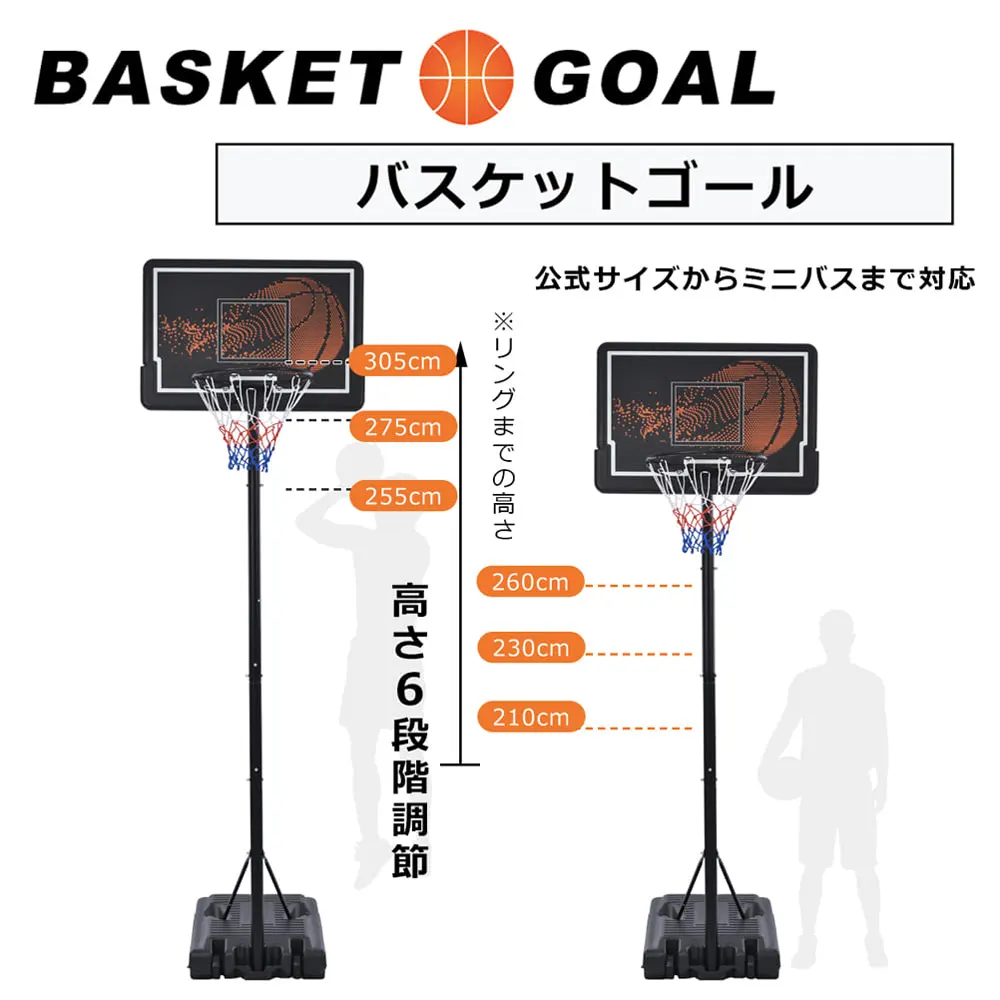 BASKET GOAL
バスケットゴール
公式サイズからミニバスまで対応
※リングまでの高さ
305cm
275cm
255cm
高さ6段階調節
260cm
230cm
210cm